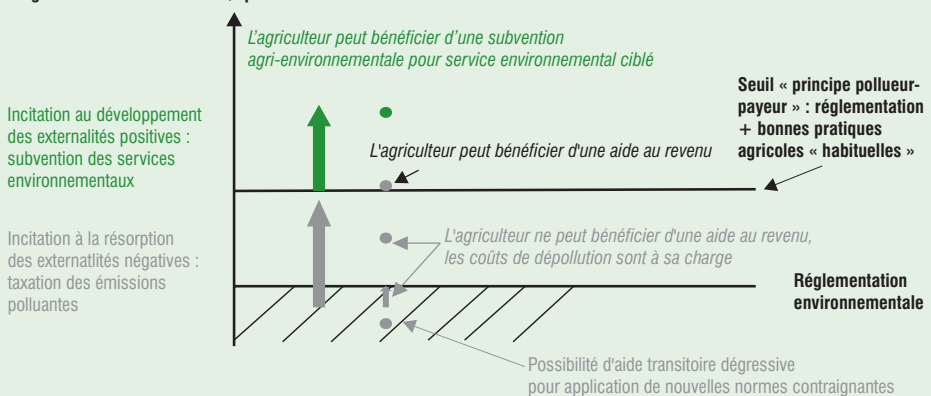 L'agriculteur peut bénéficier d'une subvention
agri-environnementale pour service environnemental ciblé
Seuil « principe pollueur-
payeur » : réglementation
+ bonnes pratiques
agricoles « habituelles »
Incitation au développement
des externalités positives :
subvention des services
environnementaux
L'agriculteur peut bénéficier d'une aide au revenu
Incitation à la résorption
des externatlités négatives :
taxation des émissions
polluantes
L'agriculteur ne peut bénéficier d'une aide au revenu,
les coûts de dépollution sont à sa charge
Réglementation
environnementale
Possibilité d'aide transitoire dégressive
pour application de nouvelles normes contraignantes